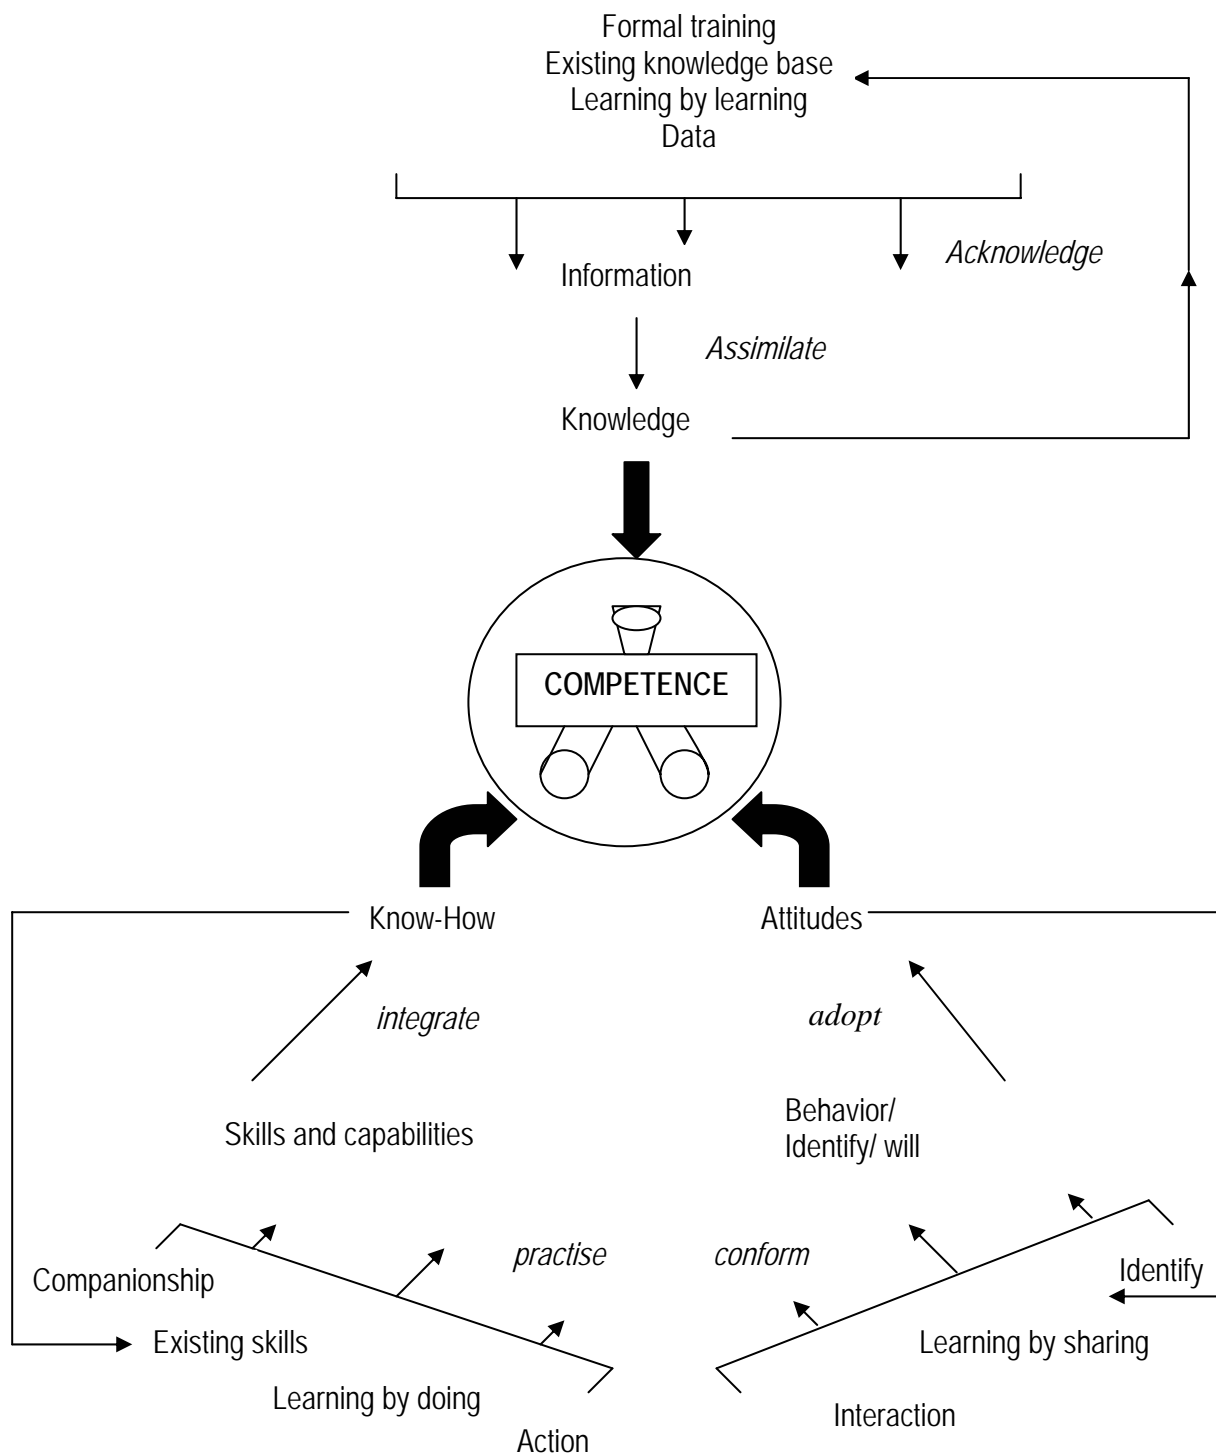 Formal training
Existing knowledge base
Learning by learning
Data
Acknowledge
Information
Assimilate
Knowledge
COMPETENCE
Know-How
Attitudes
integrate
adopt
Skills and capabilities
Behavior/
Identify/ will
practise
conform
Companionship
Identify
Existing skills
Learning by sharing
Learning by doing
Interaction
Action